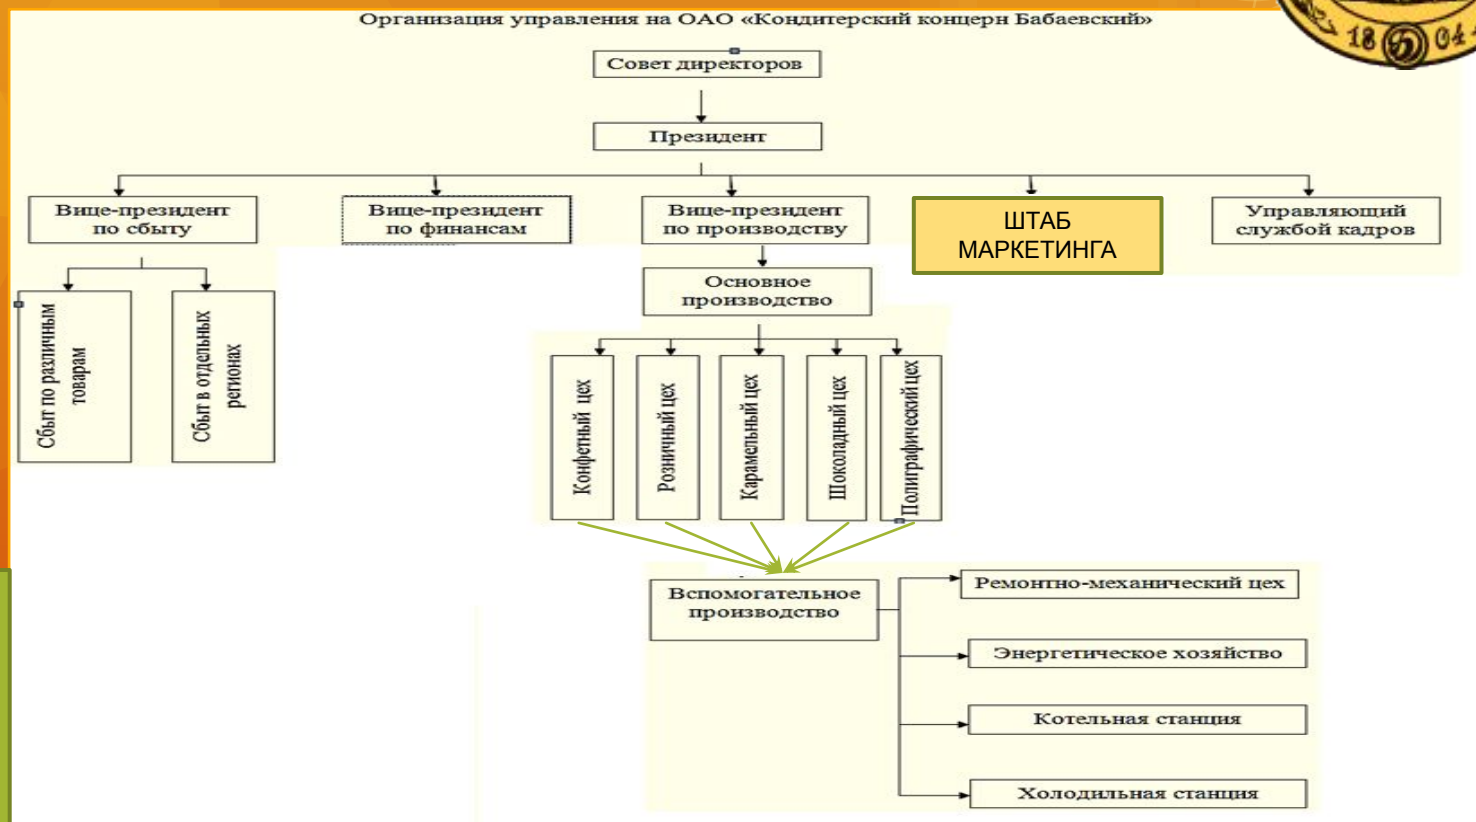 Организация управления на ОАО «Кондитерский концерн Бабаевский»
18 04
Совет директоров
Президент
Вице-президент
по сбыту
Вице-президент
по финансам
Вице-президент
по производству
ШТАБ
МАРКЕТИНГА
Управляющий
службой кадров
Сбыт по различным
товарам
Сбыт в отдельных
регионах
Основное
производство
Конфетный цех
Розничный цех
Карамельный цех
Шоколадный цех
Полиграфический цех
Вспомогательное
производство
Ремонтно-механический цех
Энергетическое хозяйство
Котельная станция
Холодильная станция